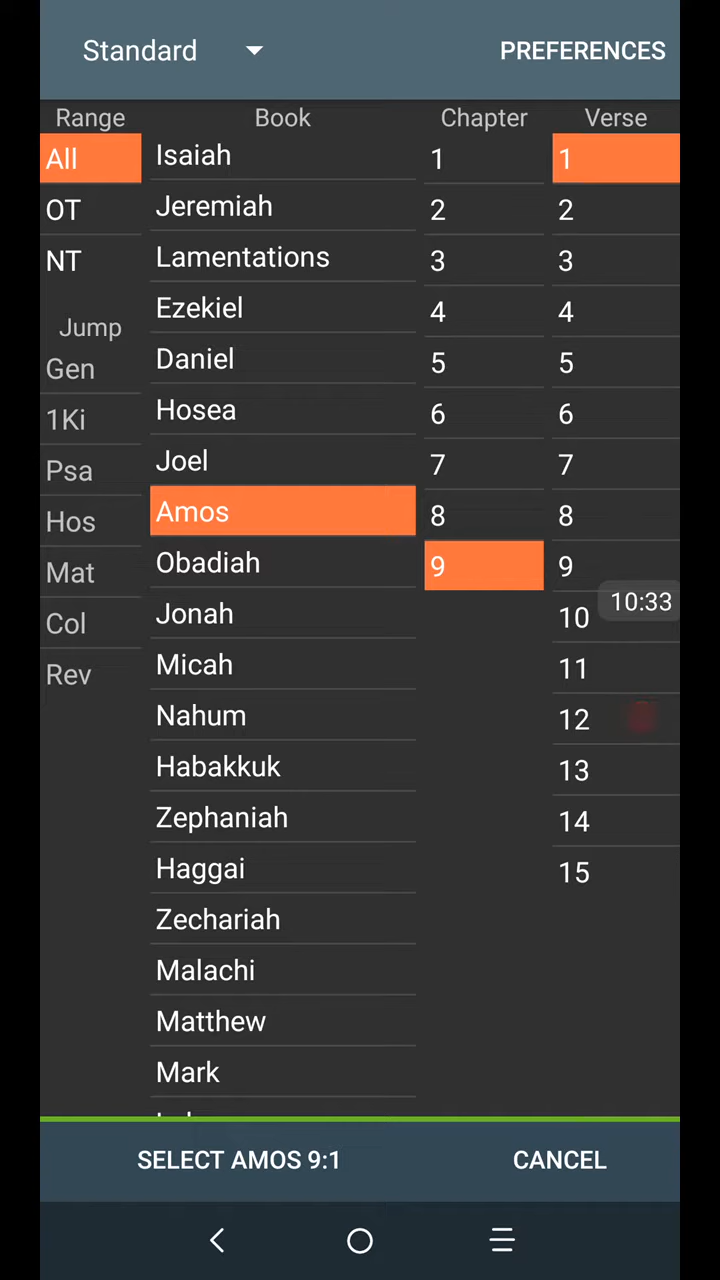 Standard
PREFERENCES
Range Book Chapter Verse
All
OT
NT
Jump
Gen
1Ki
Psa
Hos
Mat
Col
Rev
Isaiah
Jeremiah
Lamentations
Ezekiel
Daniel
Hosea
Joel
Amos
Obadiah
Jonah
Micah
Nahum
Habakkuk
Zephaniah
Haggai
Zechariah
Malachi
Matthew
Mark
1
2
3
4
5
6
7
8
9
1
2
3
4
5
6
7
8
9
10
11
12
13
14
15
10:33
SELECT AMOS 9:1
CANCEL